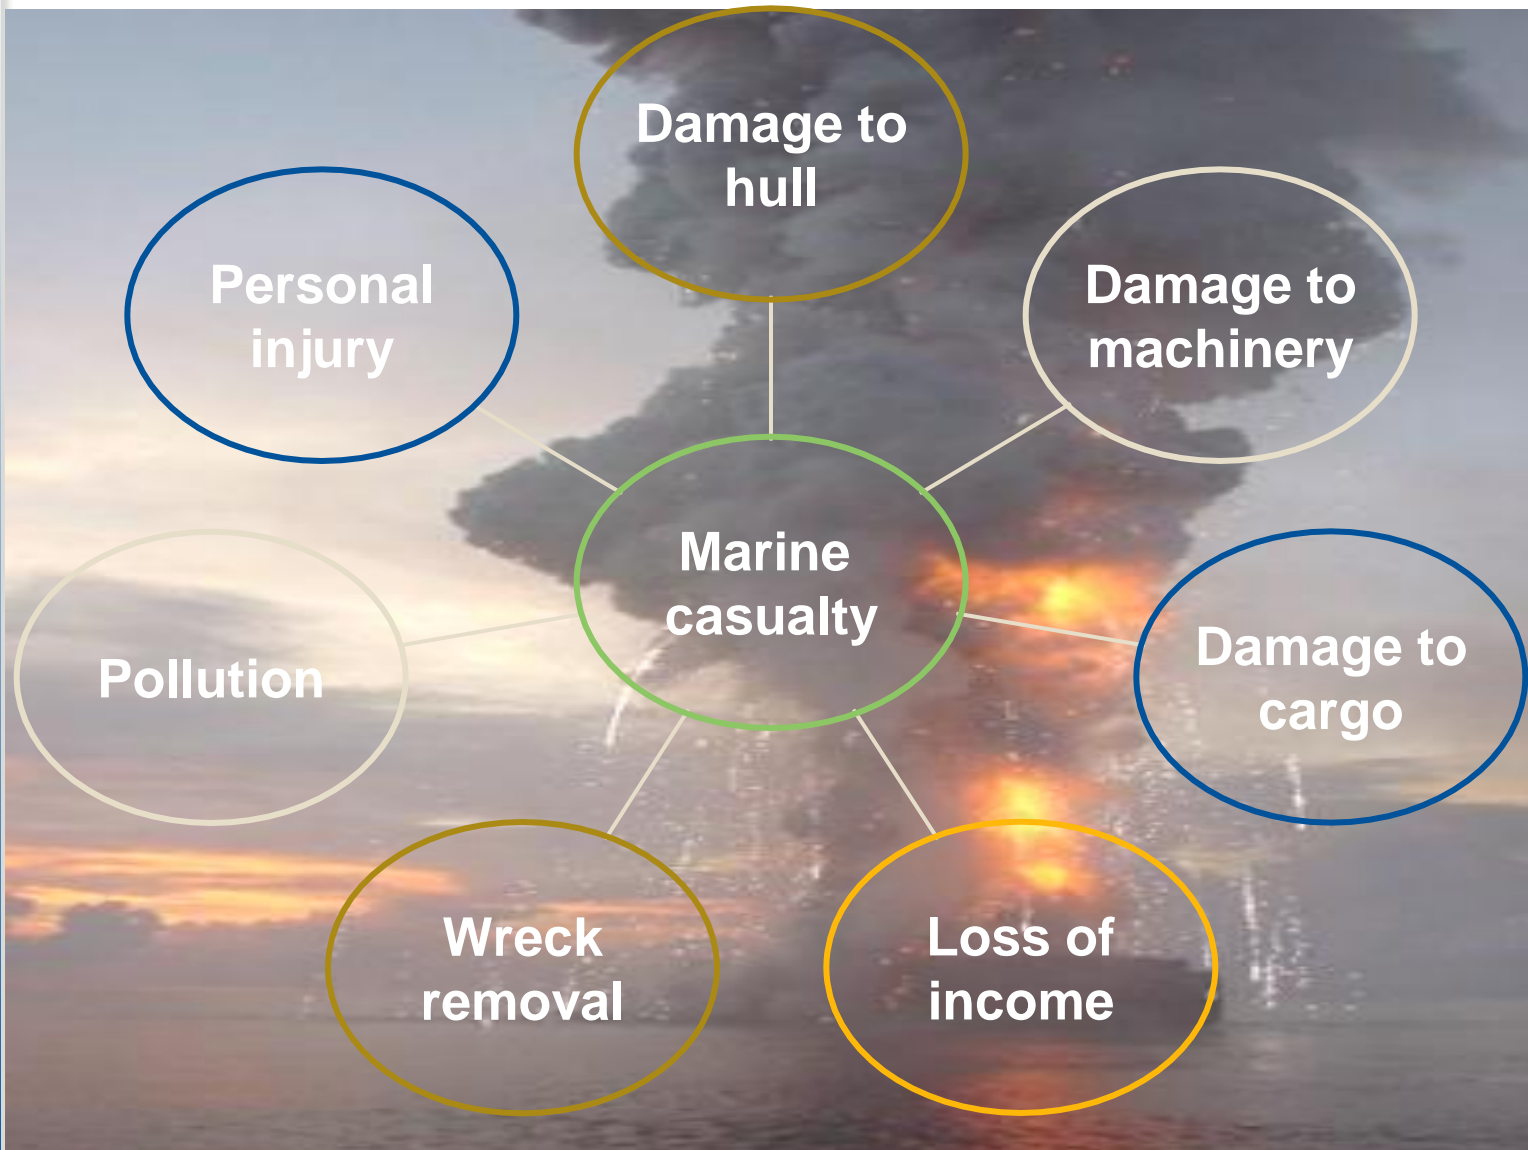 Damage to
hull
Personal
injury
Damage to
machinery
Marine
casualty
Damage to
cargo
Pollution
Wreck
removal
Loss of
income